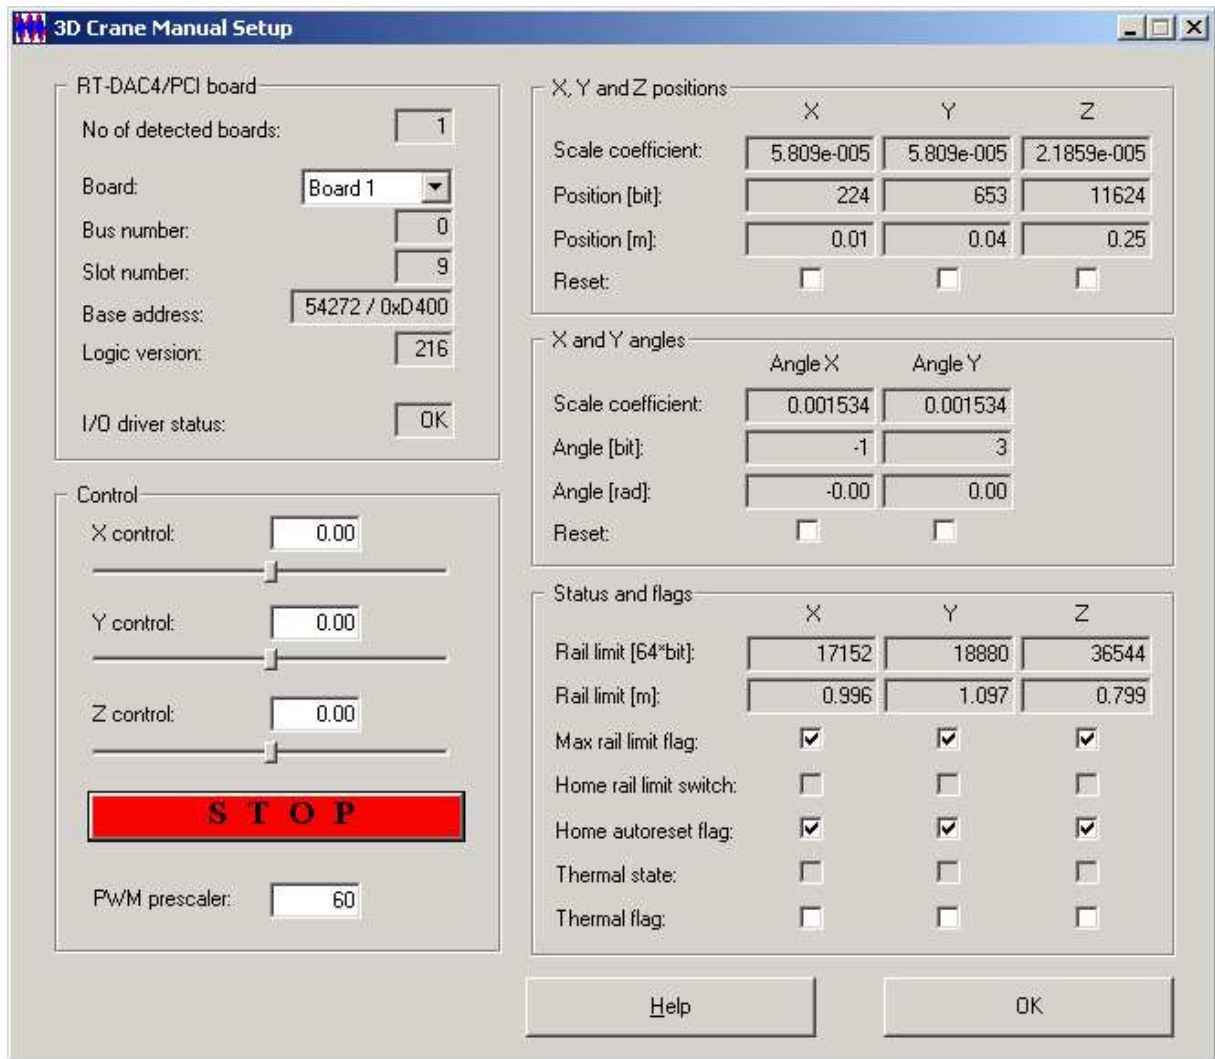 3D Crane Manual Setup
RT-DAC4/PCI board
No of detected boards: 1
Board: Board 1
Bus number: 0
Slot number: 9
Base address: 54272 / 0xD400
Logic version: 216
I/O driver status: OK
Control
X control: 0.00
Y control: 0.00
Z control: 0.00
STOP
PWM prescaler: 60
X, Y and Z positions
X Y Z
Scale coefficient: 5.809e-005 5.809e-005 2.1859e-005
Position [bit]: 224 653 11624
Position [m]: 0.01 0.04 0.25
Reset:
X and Y angles
Angle X Angle Y
Scale coefficient: 0.001534 0.001534
Angle [bit]: -1 3
Angle [rad]: -0.00 0.00
Reset:
Status and flags
X Y Z
Rail limit [64*bit]: 17152 18880 36544
Rail limit [m]: 0.996 1.097 0.799
Max rail limit flag:
Home rail limit switch:
Home autoreset flag:
Thermal state:
Thermal flag:
Help OK